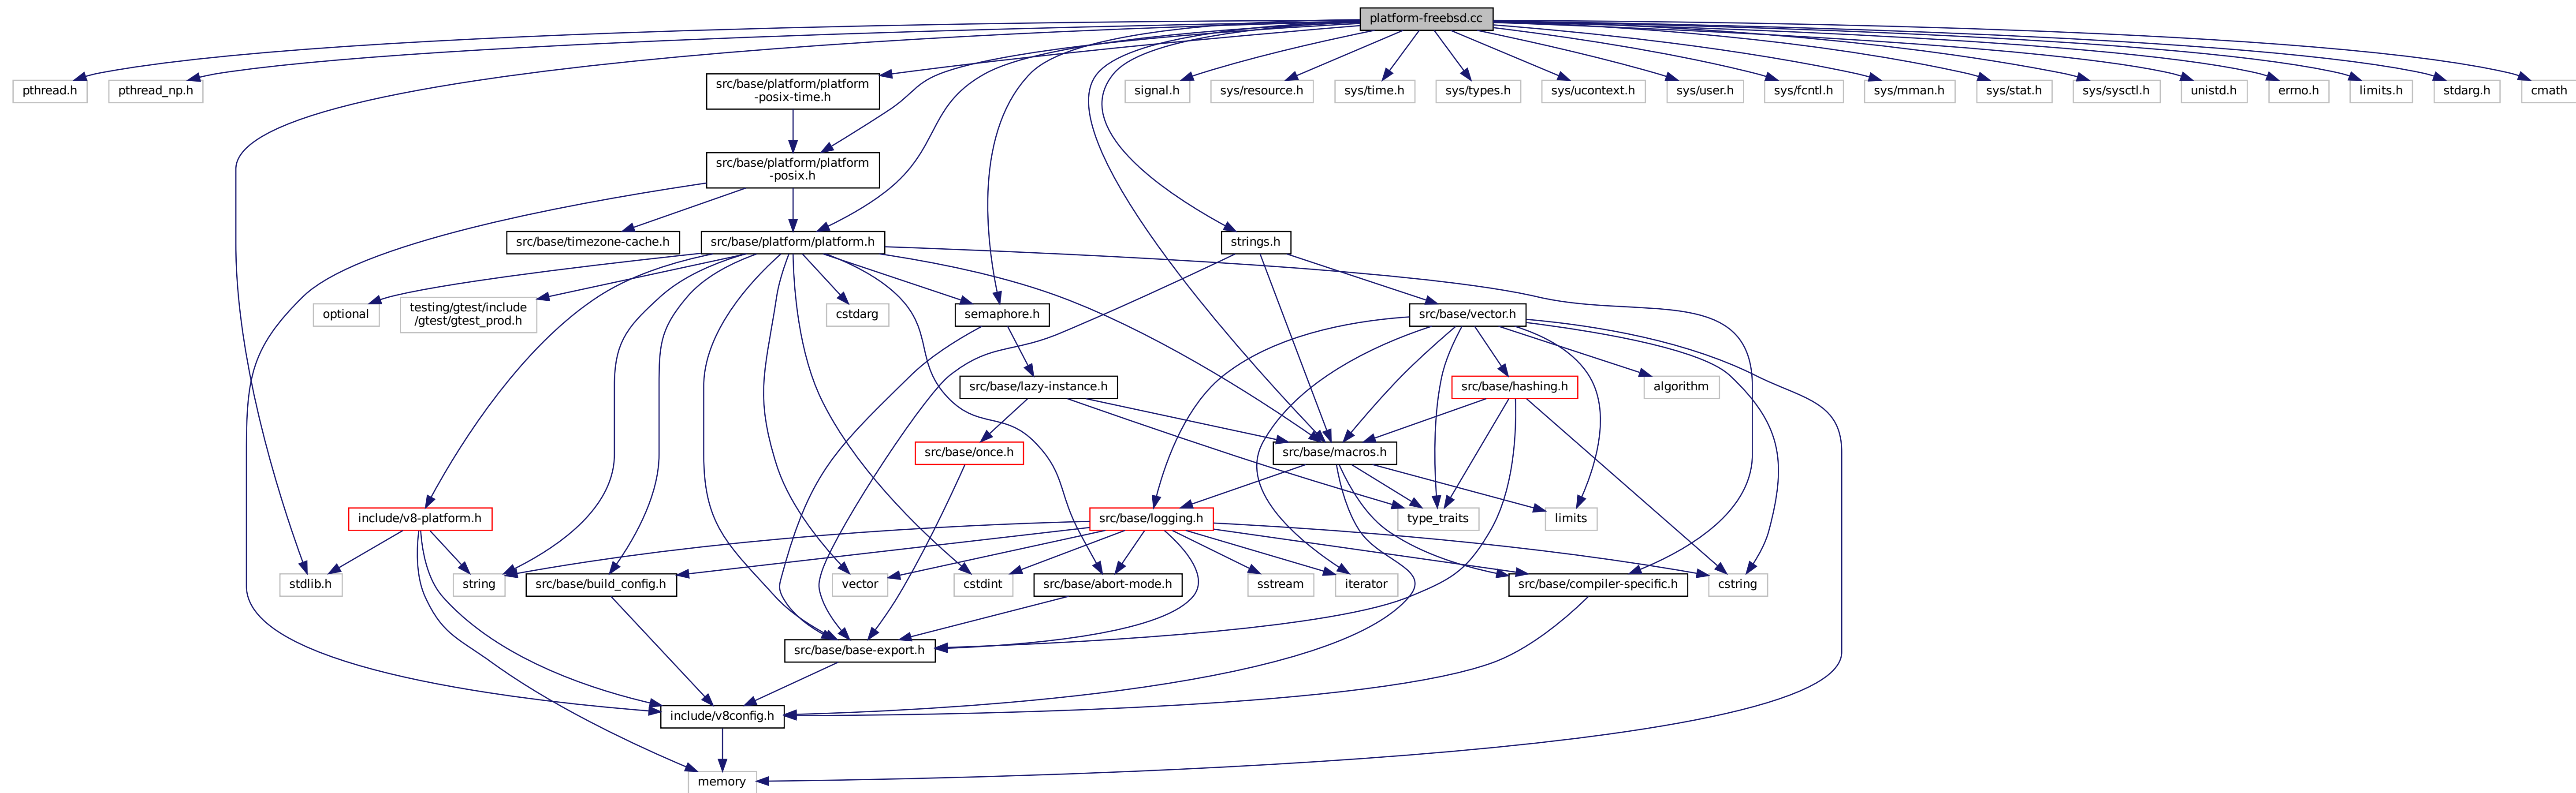 platform-freebsd.cc
pthread.h
pthread_np.h
src/base/platform/platform
-posix-time.h
signal.h
sys/resource.h
sys/time.h
sys/types.h
sys/ucontext.h
sys/user.h
sys/fcntl.h
sys/mman.h
sys/stat.h
sys/sysctl.h
unistd.h
errno.h
limits.h
stdarg.h
cmath
src/base/platform/platform
-posix.h
src/base/timezone-cache.h
src/base/platform/platform.h
strings.h
optional
testing/gtest/include
/gtest/gtest_prod.h
cstdarg
semaphore.h
src/base/vector.h
src/base/lazy-instance.h
src/base/hashing.h
algorithm
src/base/once.h
src/base/macros.h
include/v8-platform.h
src/base/logging.h
type_traits
limits
stdlib.h
string
src/base/build_config.h
vector
cstdint
src/base/abort-mode.h
sstream
iterator
src/base/compiler-specific.h
cstring
src/base/base-export.h
include/v8config.h
memory